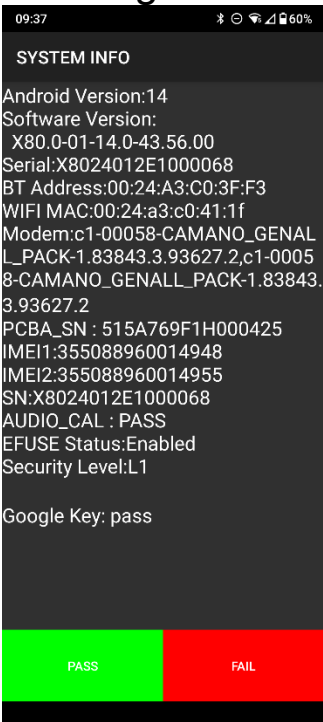 09:37 60%
SYSTEM INFO
Android Version:14
Software Version:
X80.0-01-14.0-43.56.00
Serial:X8024012E1000068
BT Address:00:24:A3:C0:3F:F3
WIFI MAC:00:24:a3:c0:41:1f
Modem:c1-00058-CAMANO_GENAL
L_PACK-1.83843.3.93627.2,c1-0005
8-CAMANO_GENALL_PACK-1.83843.
3.93627.2
PCBA_SN : 515A769F1H000425
IMEI1:355088960014948
IMEI2:355088960014955
SN:X8024012E1000068
AUDIO_CAL : PASS
EFUSE Status:Enabled
Security Level:L1
Google Key: pass
PASS FAIL